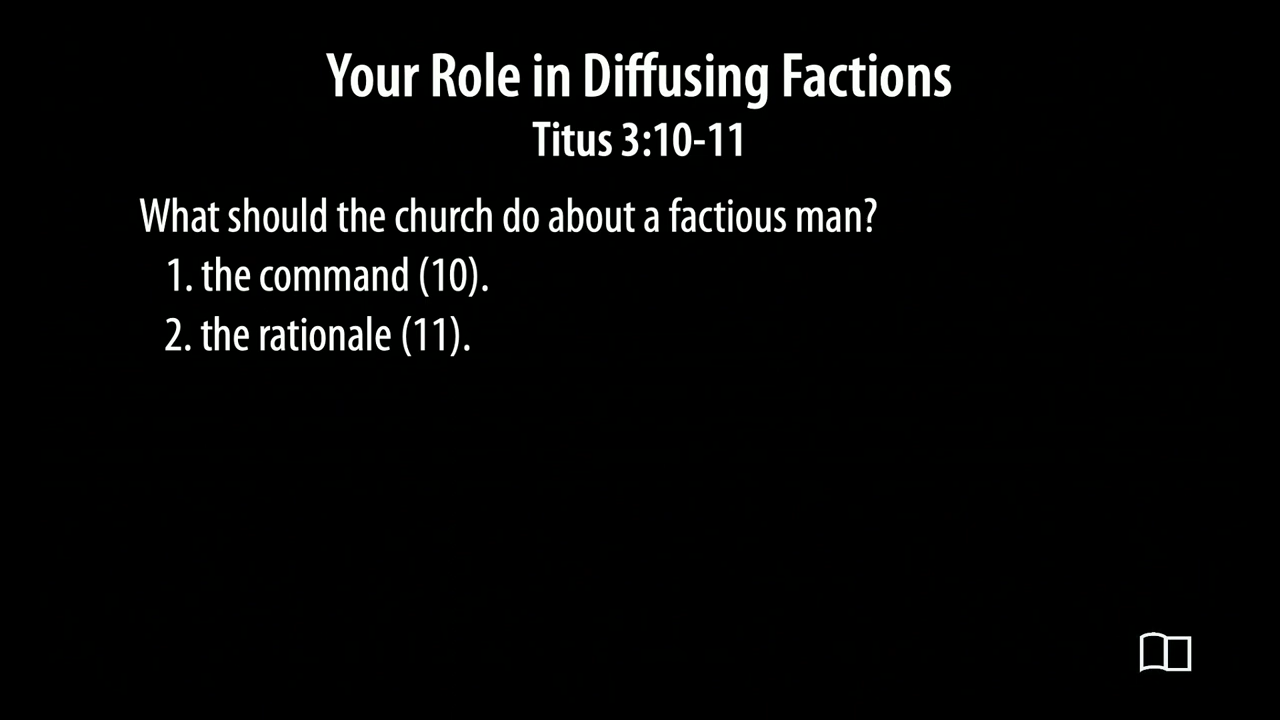 Your Role in Diffusing Factions
Titus 3:10-11
What should the church do about a factious man?
1. the command (10).
2. the rationale (11).